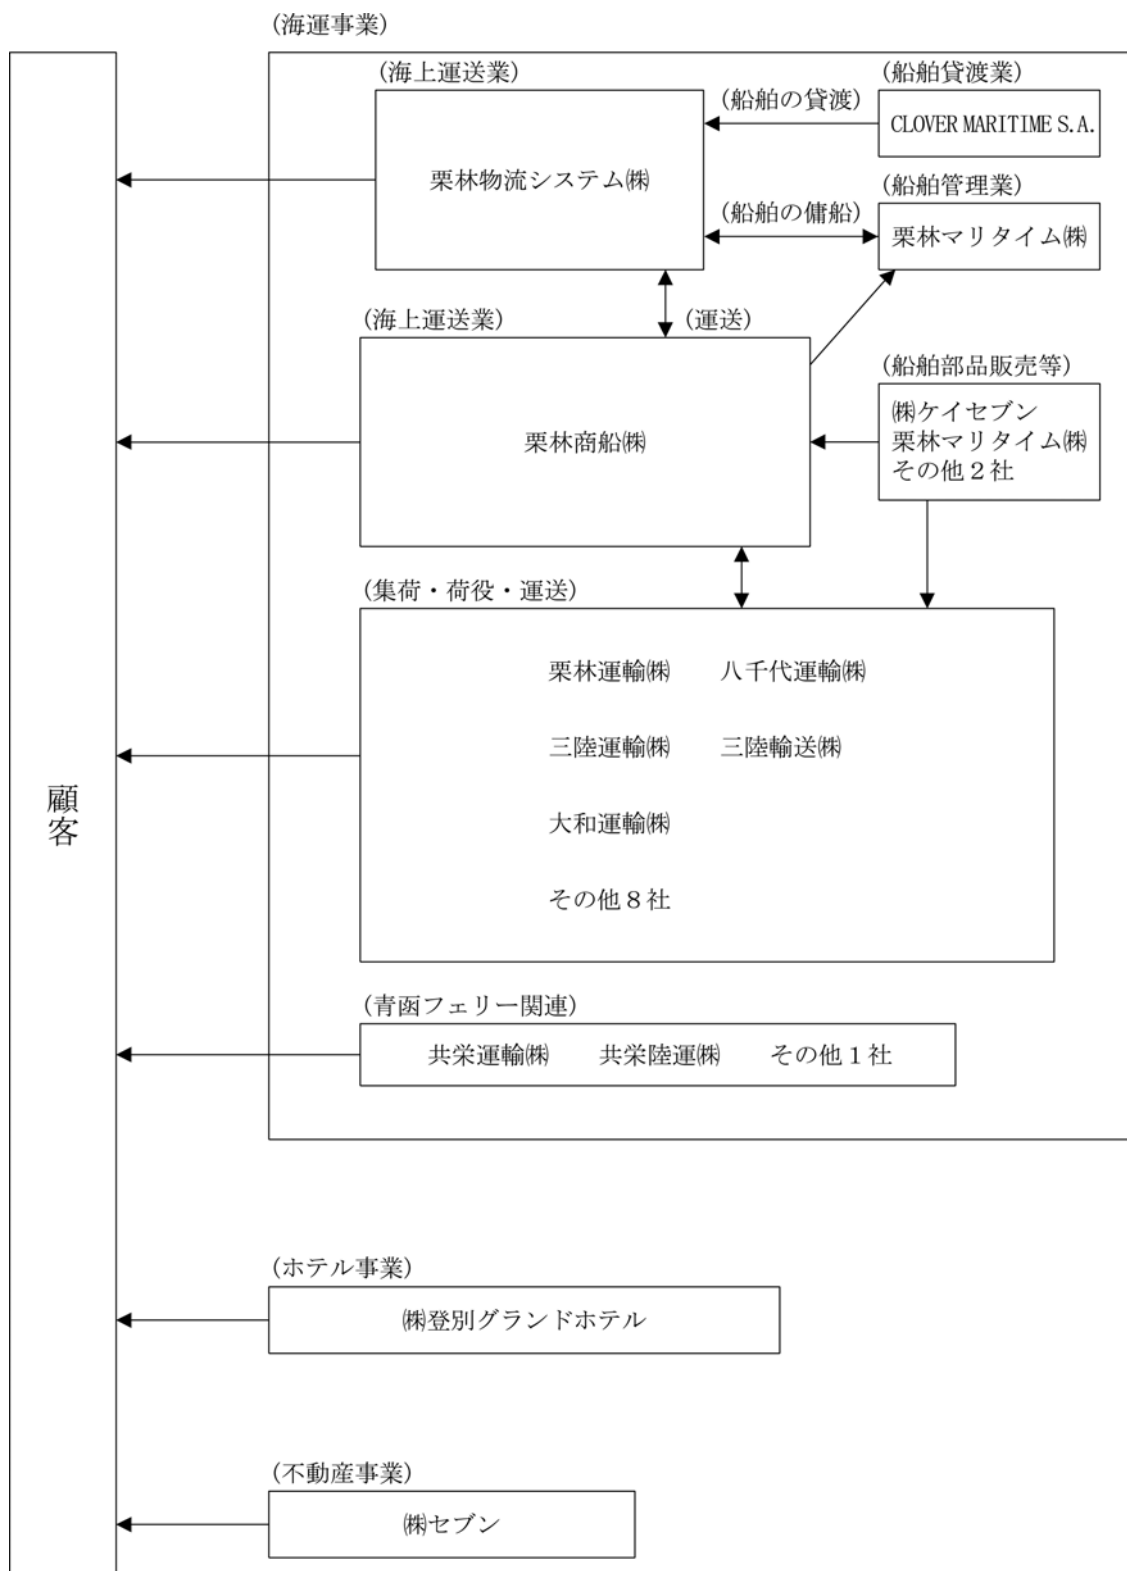 (海運事業)
(海上運送業)
(船舶貸渡業)
(船舶の貸渡)
CLOVER MARITIME S.A.
栗林物流システム㈱
(船舶管理業)
(船舶の傭船)
栗林マリタイム㈱
(海上運送業)
(運送)
(船舶部品販売等)
㈱ケイセブン
栗林マリタイム㈱
その他２社
栗林商船㈱
(集荷・荷役・運送)
栗林運輸㈱ 八千代運輸㈱
三陸運輸㈱ 三陸輸送㈱
大和運輸㈱
その他８社
顧客
(青函フェリー関連)
共栄運輸㈱ 共栄陸運㈱ その他１社
(ホテル事業)
㈱登別グランドホテル
(不動産事業)
㈱セブン